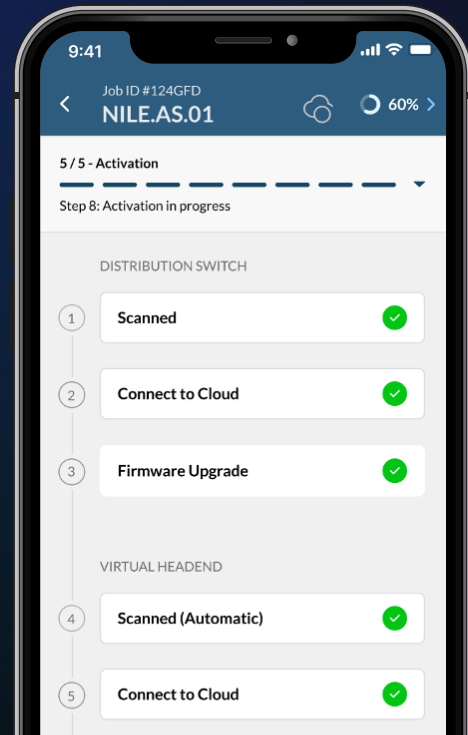 9:41
Job ID #124GFD
NILE.AS.01
60%
5 / 5 - Activation
Step 8: Activation in progress
DISTRIBUTION SWITCH
1 Scanned
2 Connect to Cloud
3 Firmware Upgrade
VIRTUAL HEADEND
4 Scanned (Automatic)
5 Connect to Cloud